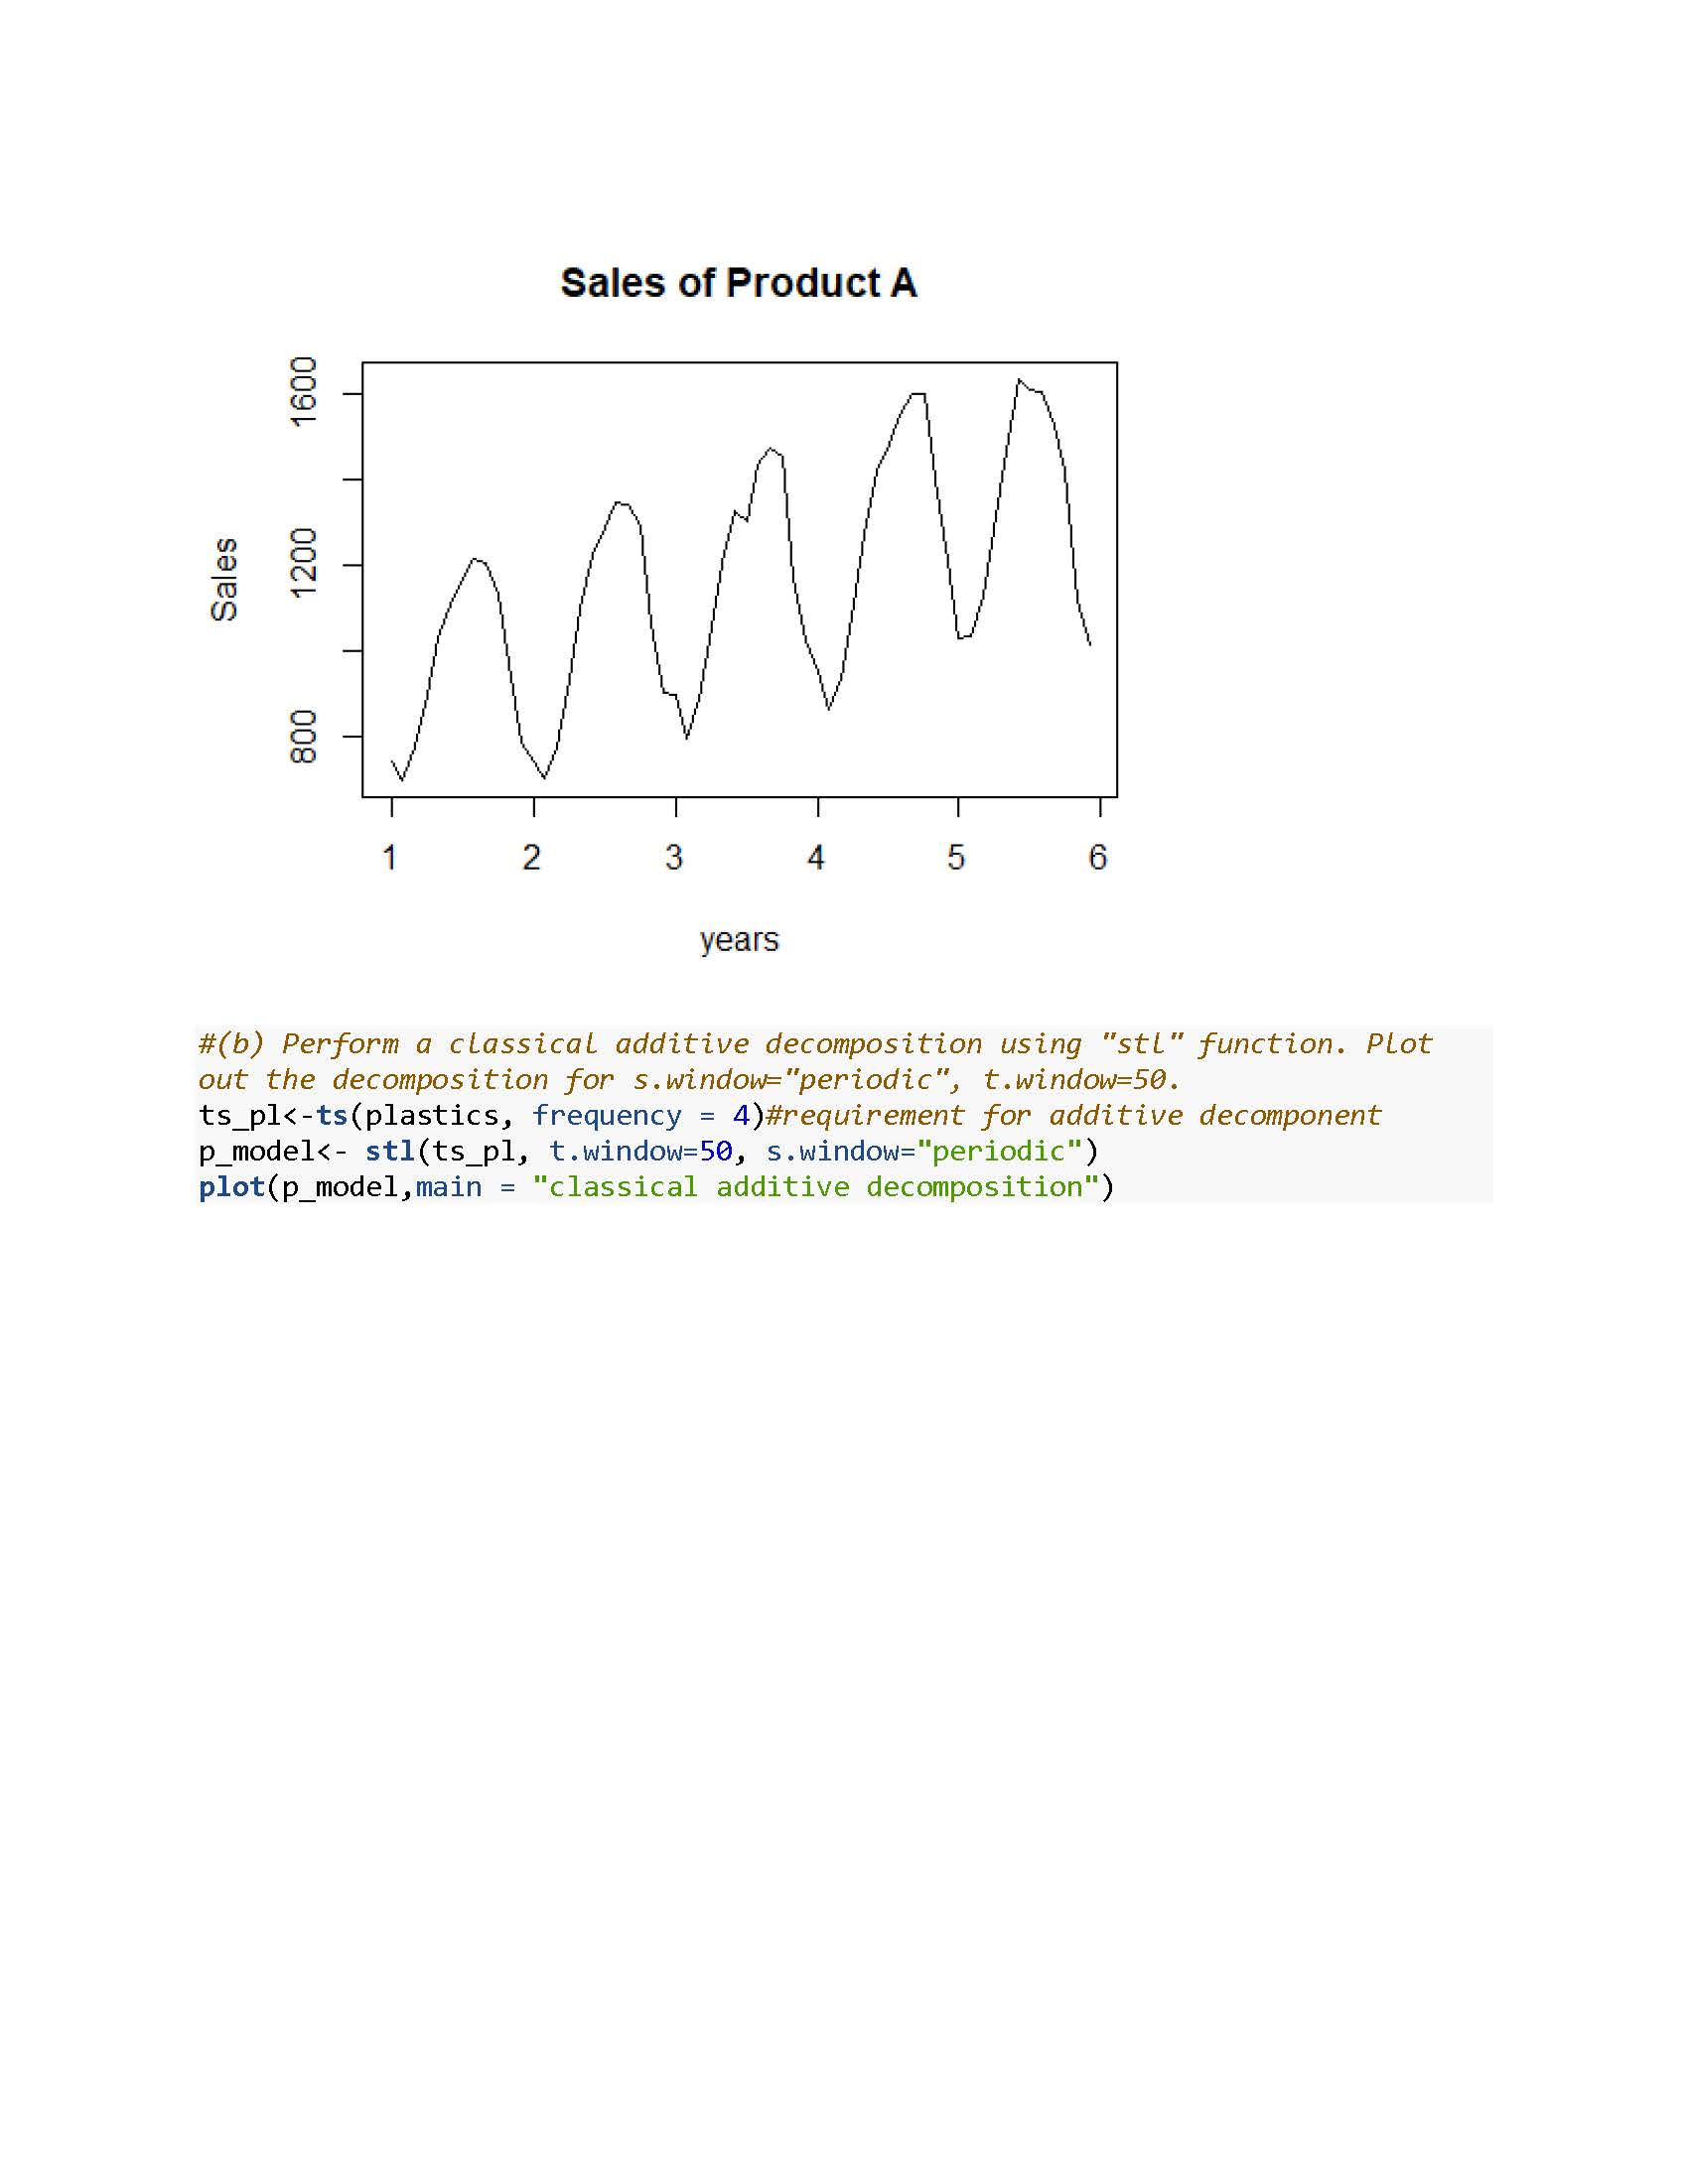 Sales of Product A
1600
1200
800
Sales
1 2 3 4 5 6
years
#(b) Perform a classical additive decomposition using "stl" function. Plot
out the decomposition for s.window="periodic", t.window=50.
ts_pl<-ts(plastics, frequency = 4)#requirement for additive decomponent
p_model<- stl(ts_pl, t.window=50, s.window="periodic")
plot(p_model,main = "classical additive decomposition")